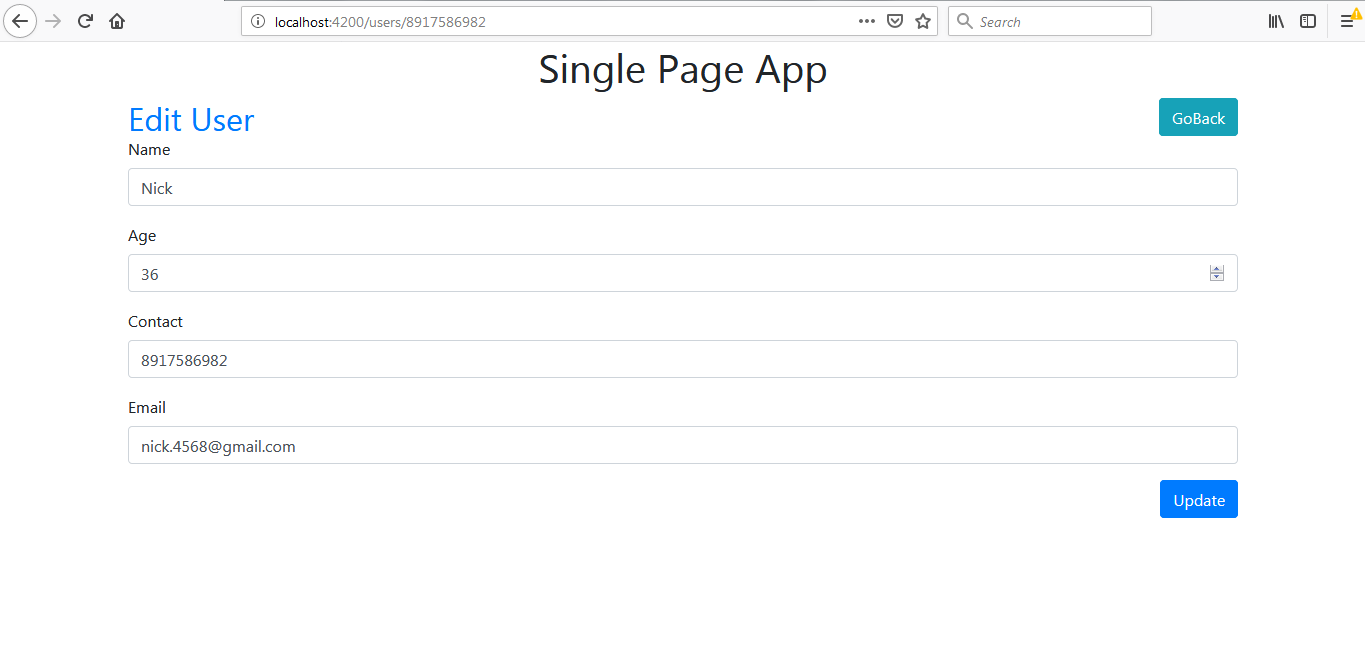 localhost:4200/users/8917586982
Search
Single Page App
Edit User
GoBack
Name
Nick
Age
36
Contact
8917586982
Email
nick.4568@gmail.com
Update